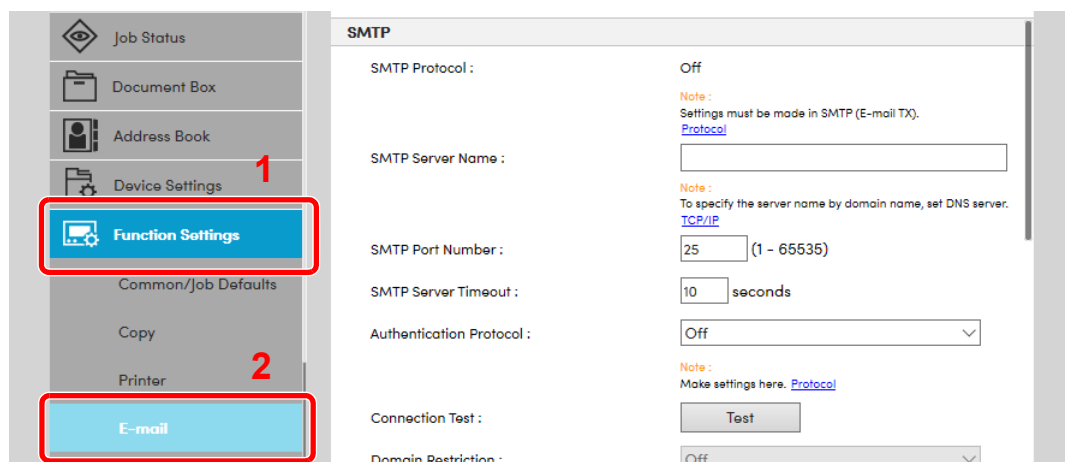 Job Status
Document Box
Address Book
1
Device Settings
Function Settings
Common/Job Defaults
Copy
Printer
2
E-mail
SMTP
SMTP Protocol :
Off
Note :
Settings must be made in SMTP (E-mail TX).
Protocol
SMTP Server Name :
Note :
To specify the server name by domain name, set DNS server.
TCP/IP
SMTP Port Number :
25 (1 - 65535)
SMTP Server Timeout :
10 seconds
Authentication Protocol :
Off
Note :
Make settings here. Protocol
Connection Test :
Test
Domain Restriction :
Off